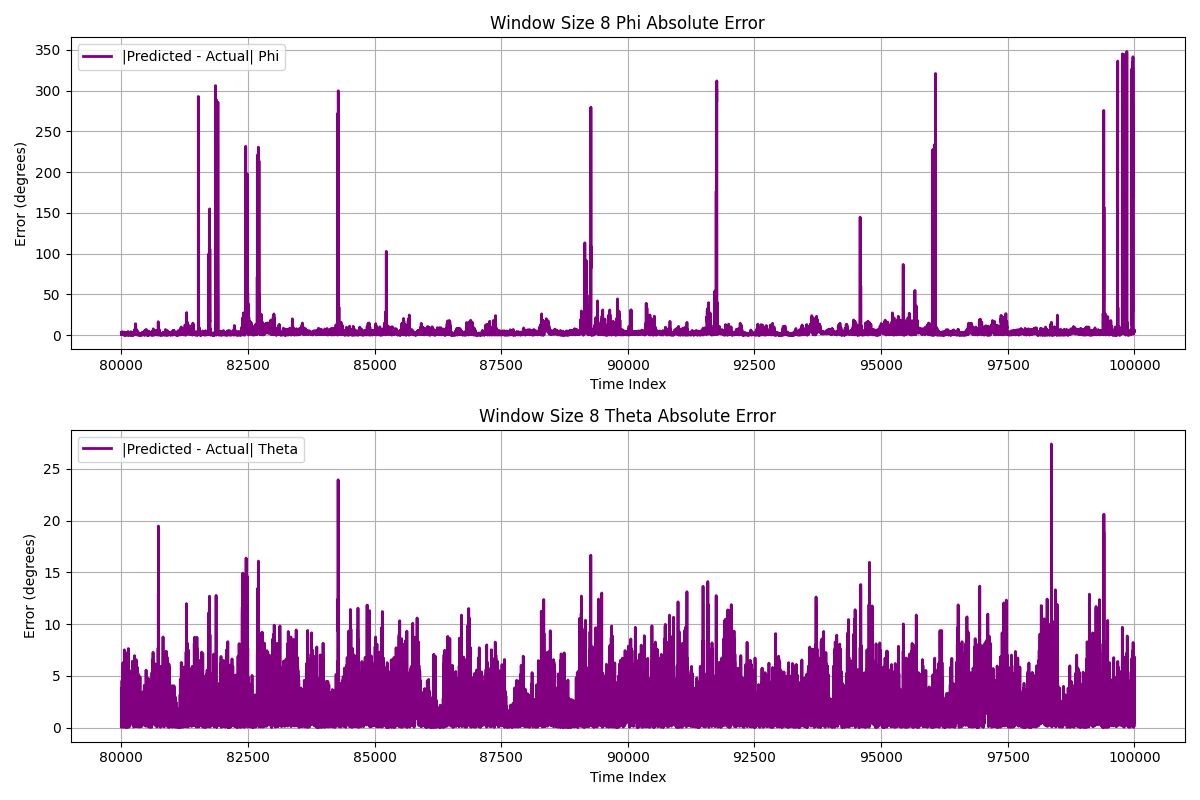 Window Size 8 Phi Absolute Error
|Predicted - Actual| Phi
Error (degrees)
350
300
250
200
150
100
50
0
80000 82500 85000 87500 90000 92500 95000 97500 100000
Time Index
Window Size 8 Theta Absolute Error
|Predicted - Actual| Theta
Error (degrees)
25
20
15
10
5
0
80000 82500 85000 87500 90000 92500 95000 97500 100000
Time Index